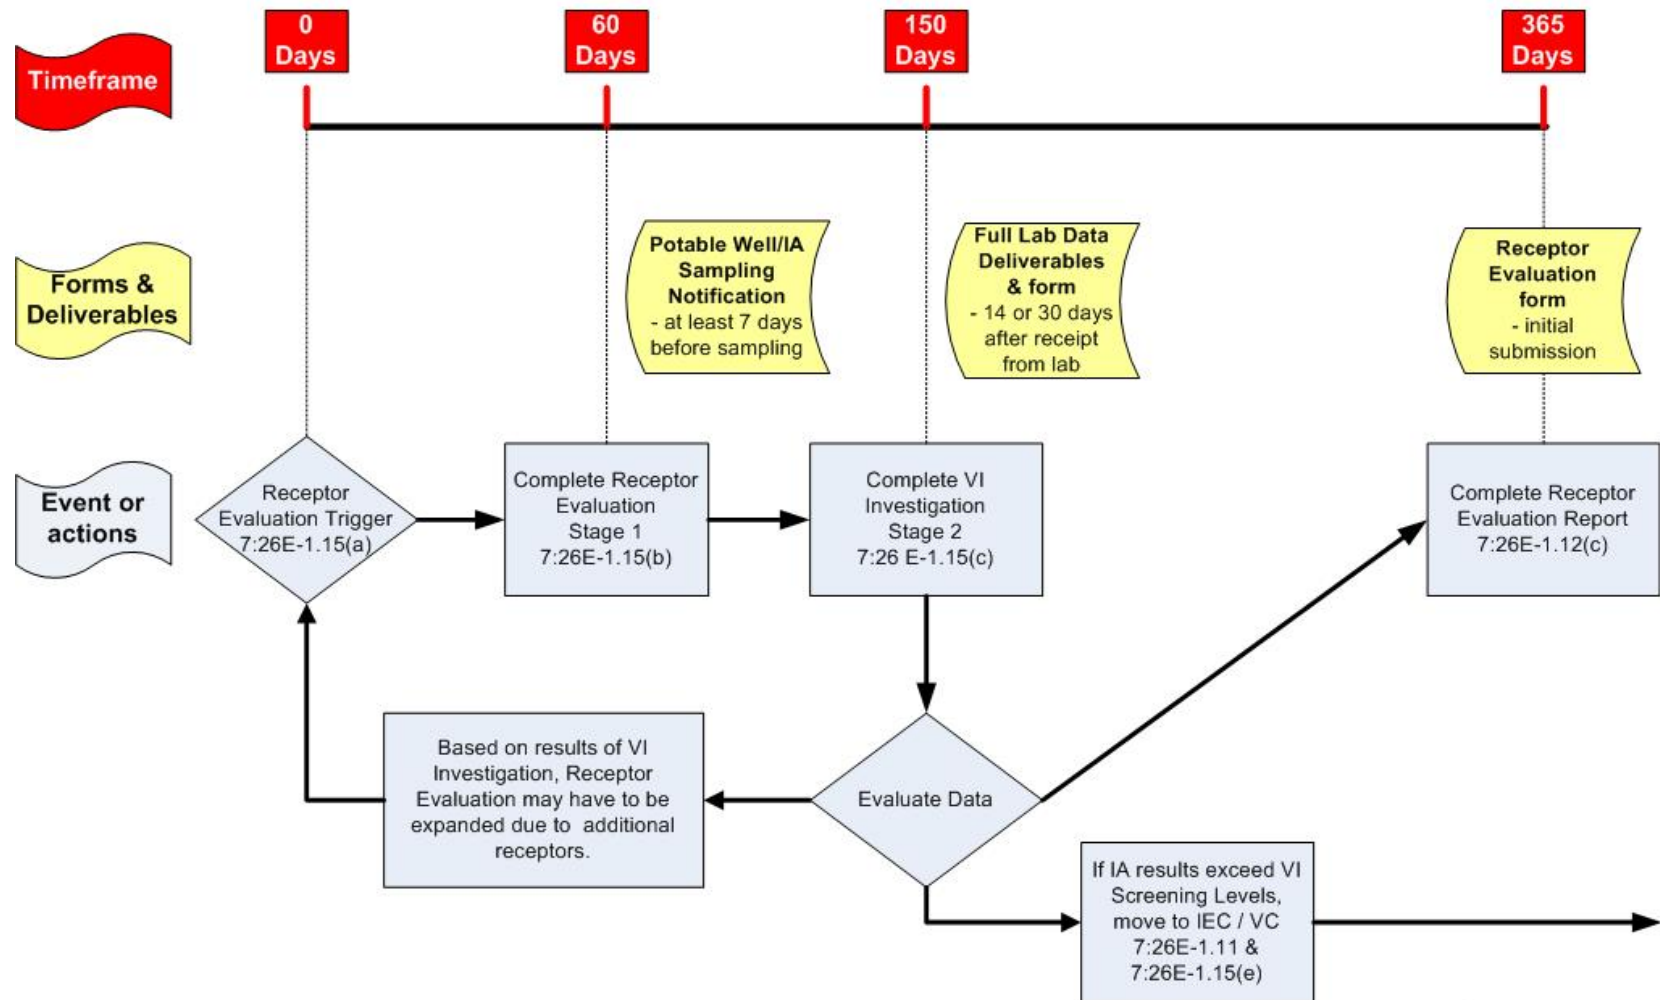 Timeframe
0
Days
60
Days
150
Days
365
Days
Forms &
Deliverables
Potable Well/IA
Sampling
Notification
- at least 7 days
before sampling
Full Lab Data
Deliverables
& form
- 14 or 30 days
after receipt
from lab
Receptor
Evaluation
form
- initial
submission
Event or
actions
Receptor
Evaluation Trigger
7:26E-1.15(a)
Complete Receptor
Evaluation
Stage 1
7:26E-1.15(b)
Complete VI
Investigation
Stage 2
7:26 E-1.15(c)
Complete Receptor
Evaluation Report
7:26E-1.12(c)
Based on results of VI
Investigation, Receptor
Evaluation may have to be
expanded due to additional
receptors.
Evaluate Data
If IA results exceed VI
Screening Levels,
move to IEC / VC
7:26E-1.11 &
7:26E-1.15(e)